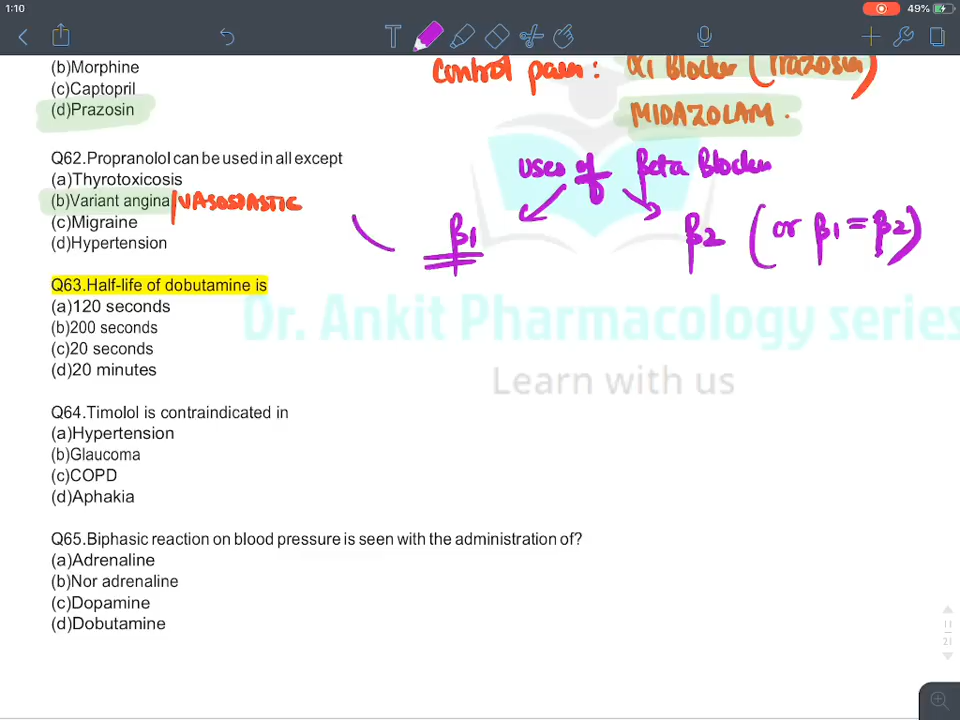 1:10
49%
T
(b)Morphine
(c)Captopril
(d)Prazosin
Control pain : α1 Blocker (Prazosin)
MIDAZOLAM .
Q62.Propranolol can be used in all except
(a)Thyrotoxicosis
(b)Variant angina/VASOSPASTIC
(c)Migraine
(d)Hypertension
Uses of Beta Blocker
β1
β2 (or β1=β2)
Q63.Half-life of dobutamine is
(a)120 seconds
(b)200 seconds
(c)20 seconds
(d)20 minutes
Dr. Ankit Pharmacology series
Learn with us
Q64.Timolol is contraindicated in
(a)Hypertension
(b)Glaucoma
(c)COPD
(d)Aphakia
Q65.Biphasic reaction on blood pressure is seen with the administration of?
(a)Adrenaline
(b)Nor adrenaline
(c)Dopamine
(d)Dobutamine
11
21